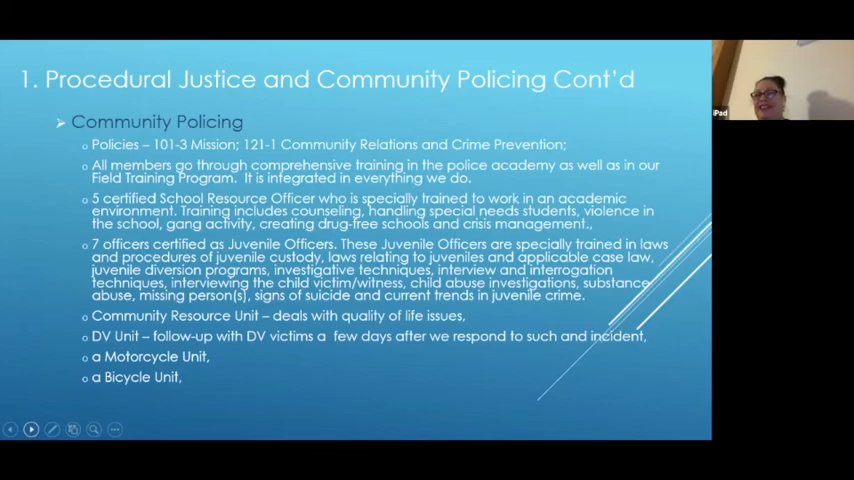 1. Procedural Justice and Community Policing Cont'd
Community Policing
Policies – 101-3 Mission; 121-1 Community Relations and Crime Prevention;
All members go through comprehensive training in the police academy as well as in our
Field Training Program. It is integrated in everything we do.
5 certified School Resource Officer who is specially trained to work in an academic
environment. Training includes counseling, handling special needs students, violence in
the school, gang activity, creating drug-free schools and crisis management.,
7 officers certified as Juvenile Officers. These Juvenile Officers are specially trained in laws
and procedures of juvenile custody, laws relating to juveniles and applicable case law,
juvenile diversion programs, investigative techniques, interview and interrogation
techniques, interviewing the child victim/witness, child abuse investigations, substance
abuse, missing person(s), signs of suicide and current trends in juvenile crime.
Community Resource Unit – deals with quality of life issues,
DV Unit – follow-up with DV victims a few days after we respond to such and incident,
a Motorcycle Unit,
a Bicycle Unit,
iPad